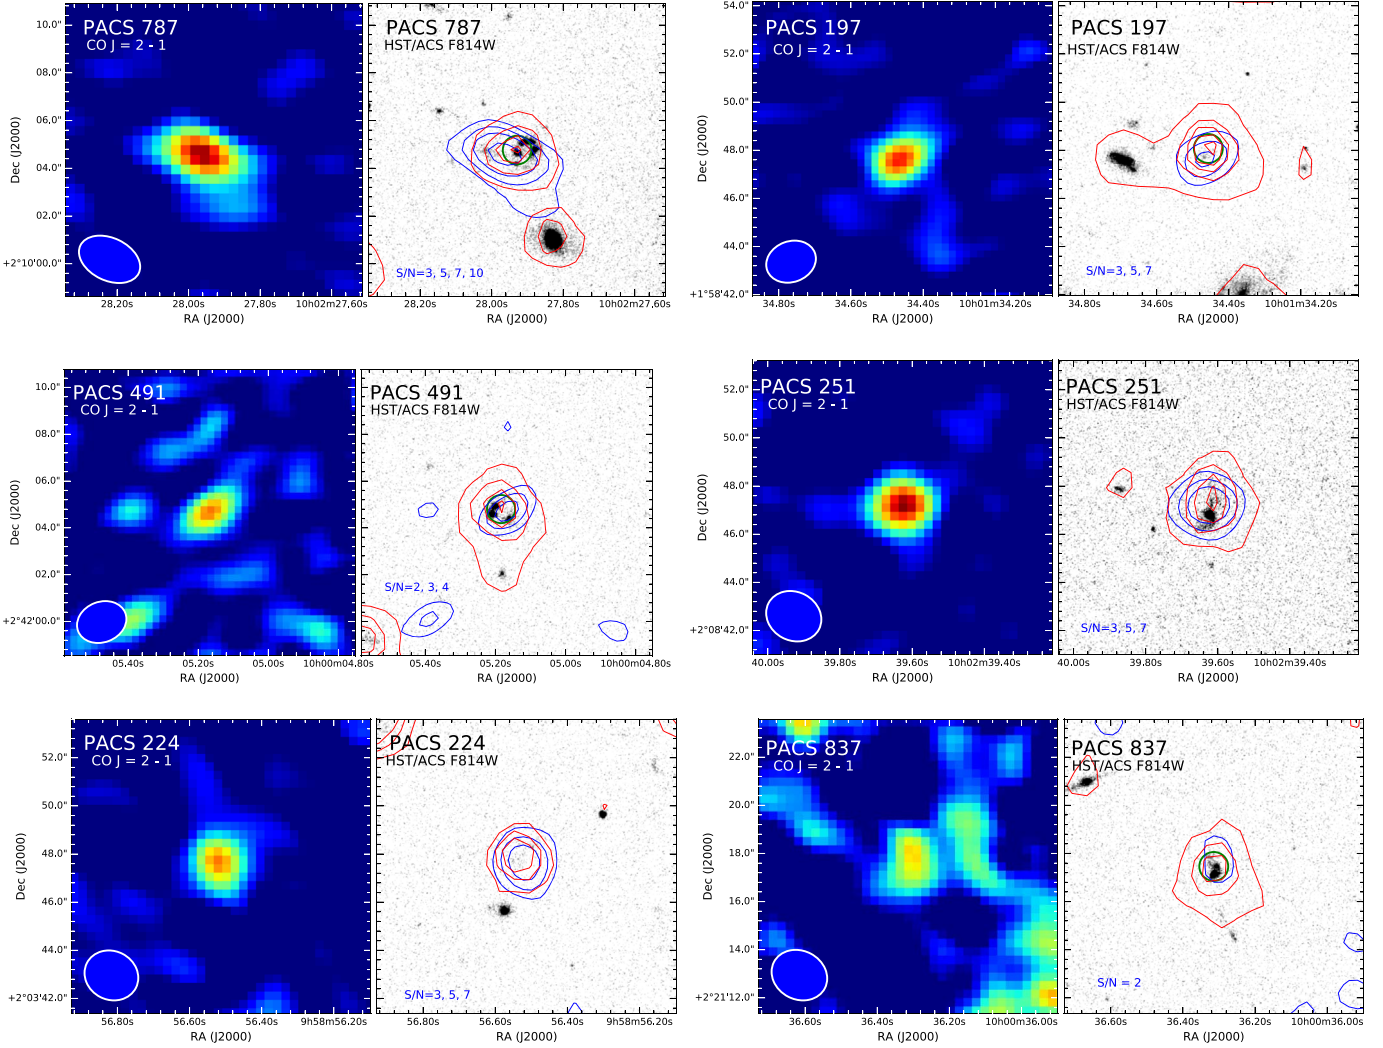 PACS 787
CO J = 2 - 1
10.0"
08.0"
06.0"
04.0"
02.0"
+2°10'00.0"
Dec (J2000)
28.20s 28.00s 27.80s 10h02m27.60s
RA (J2000)
PACS 787
HST/ACS F814W
S/N=3, 5, 7, 10
28.20s 28.00s 27.80s 10h02m27.60s
RA (J2000)
PACS 197
CO J = 2 - 1
54.0"
52.0"
50.0"
48.0"
46.0"
44.0"
+1°58'42.0"
Dec (J2000)
34.80s 34.60s 34.40s 10h01m34.20s
RA (J2000)
PACS 197
HST/ACS F814W
S/N=3, 5, 7
34.80s 34.60s 34.40s 10h01m34.20s
RA (J2000)
PACS 491
CO J = 2 - 1
10.0"
08.0"
06.0"
04.0"
02.0"
+2°42'00.0"
Dec (J2000)
05.40s 05.20s 05.00s 10h00m04.80s
RA (J2000)
PACS 491
HST/ACS F814W
S/N=2, 3, 4
05.40s 05.20s 05.00s 10h00m04.80s
RA (J2000)
PACS 251
CO J = 2 - 1
52.0"
50.0"
48.0"
46.0"
44.0"
+2°08'42.0"
Dec (J2000)
40.00s 39.80s 39.60s 10h02m39.40s
RA (J2000)
PACS 251
HST/ACS F814W
S/N=3, 5, 7
40.00s 39.80s 39.60s 10h02m39.40s
RA (J2000)
PACS 224
CO J = 2 - 1
52.0"
50.0"
48.0"
46.0"
44.0"
+2°03'42.0"
Dec (J2000)
56.80s 56.60s 56.40s 9h58m56.20s
RA (J2000)
PACS 224
HST/ACS F814W
S/N=3, 5, 7
56.80s 56.60s 56.40s 9h58m56.20s
RA (J2000)
PACS 837
CO J = 2 - 1
22.0"
20.0"
18.0"
16.0"
14.0"
+2°21'12.0"
Dec (J2000)
36.60s 36.40s 36.20s 10h00m36.00s
RA (J2000)
PACS 837
HST/ACS F814W
S/N = 2
36.60s 36.40s 36.20s 10h00m36.00s
RA (J2000)